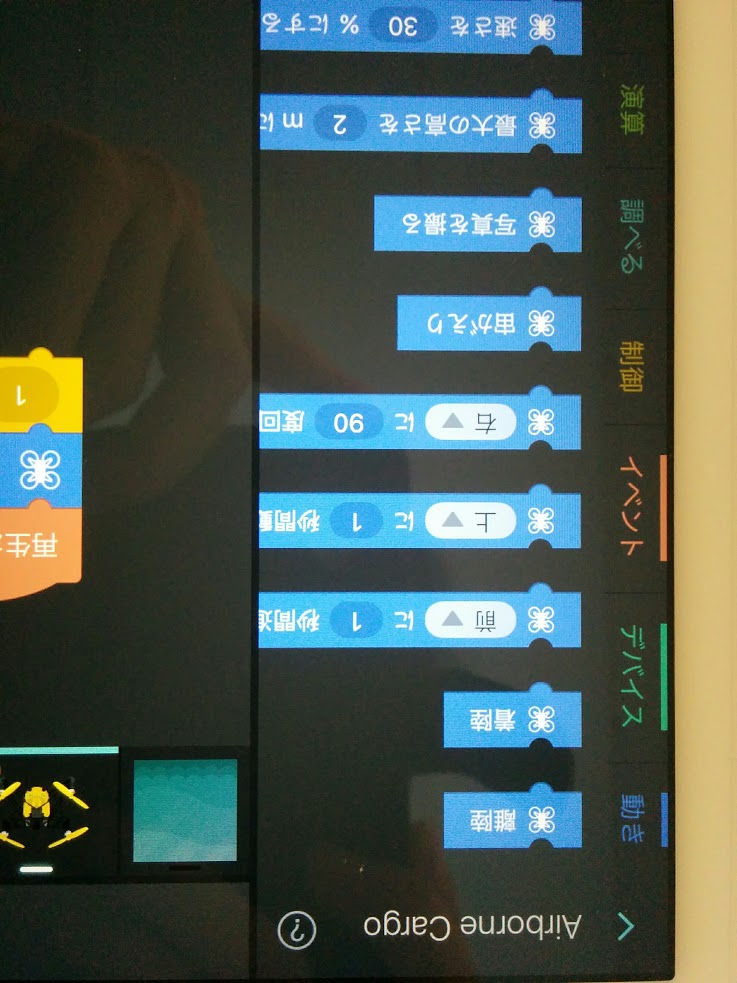 Airborne Cargo ?
動き
デバイス
イベント
制御
調べる
演算
離陸
着陸
前 に 1 秒間
上 に 1 秒間
右 に 90 度回
宙がえり
写真を撮る
最大の高さを 2 m に
速さを 30 % にする
再生
1